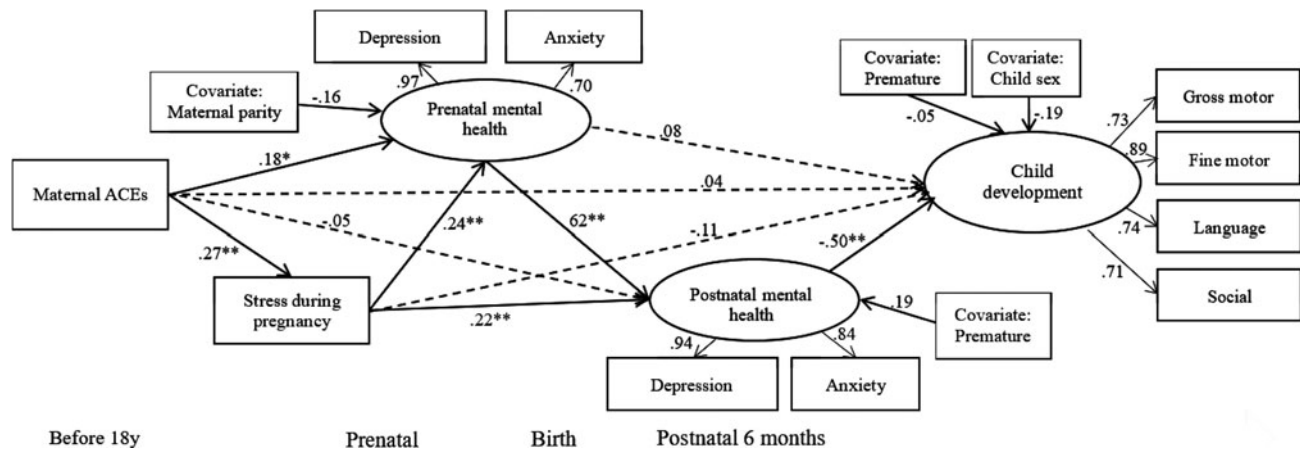 Depression
Anxiety
.97
.70
Covariate:
Maternal parity
-.16
Prenatal mental
health
Covariate:
Premature
Covariate:
Child sex
-.05
-.19
Gross motor
.73
Fine motor
.89
Language
.74
Social
.71
Child
development
.08
.18*
Maternal ACEs
.04
-.05
.24**
62**
-.11
-.50**
.27**
Stress during
pregnancy
.22**
Postnatal mental
health
.19
Covariate:
Premature
.94
.84
Depression
Anxiety
Before 18y
Prenatal
Birth
Postnatal 6 months